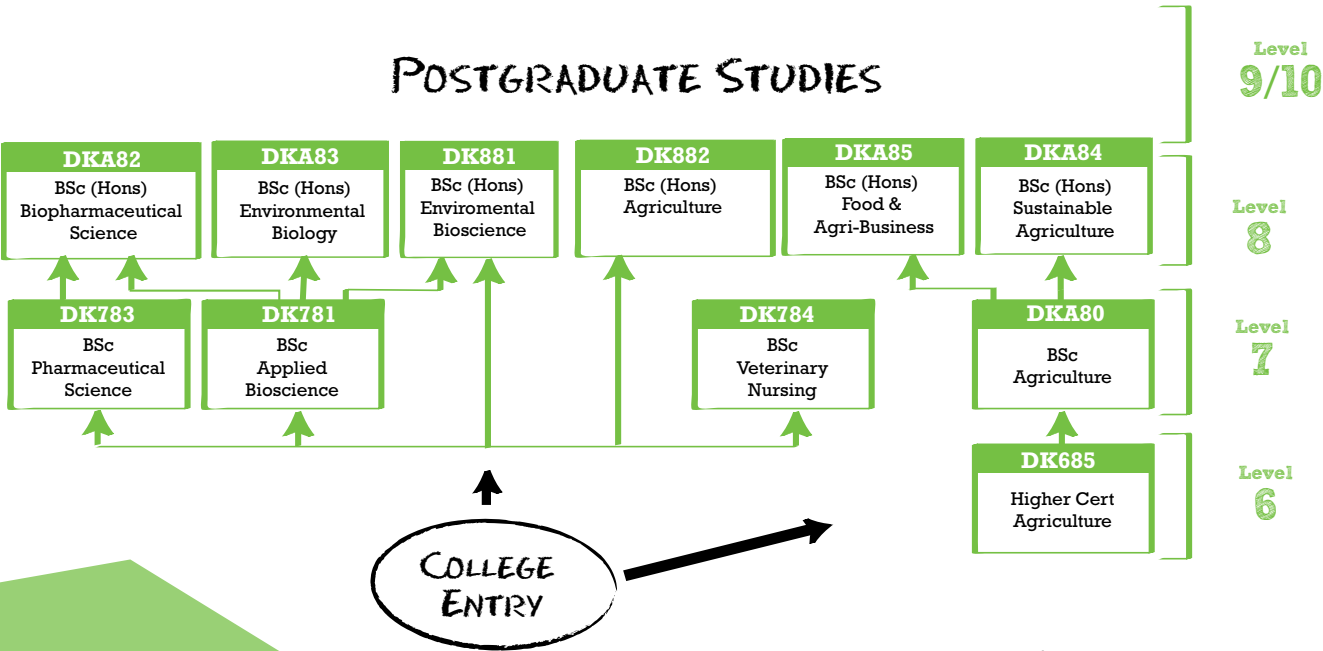 POSTGRADUATE STUDIES
Level
9/10
DKA82
BSc (Hons)
Biopharmaceutical
Science
DKA83
BSc (Hons)
Environmental
Biology
DK881
BSc (Hons)
Enviromental
Bioscience
DK882
BSc (Hons)
Agriculture
DKA85
BSc (Hons)
Food &
Agri-Business
DKA84
BSc (Hons)
Sustainable
Agriculture
Level
8
DK783
BSc
Pharmaceutical
Science
DK781
BSc
Applied
Bioscience
DK784
BSc
Veterinary
Nursing
DKA80
BSc
Agriculture
Level
7
DK685
Higher Cert
Agriculture
Level
6
COLLEGE
ENTRY